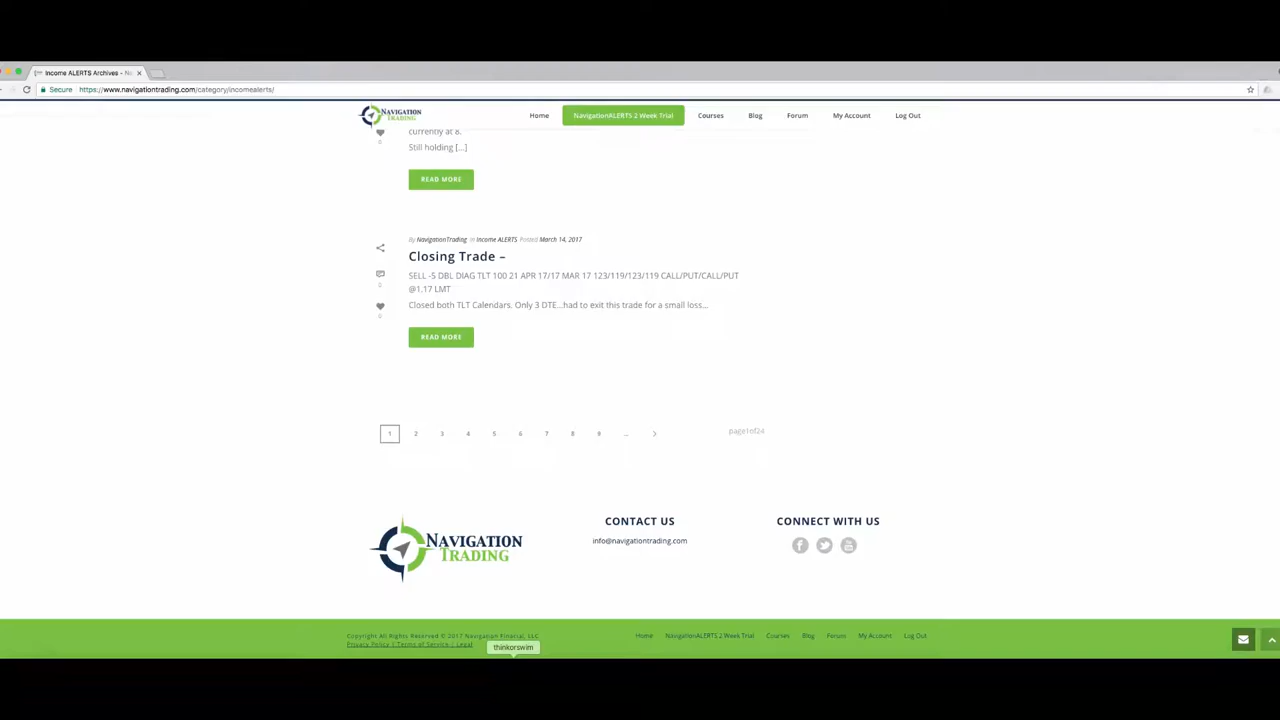 Income ALERTS Archives - Na
Secure https://www.navigationtrading.com/category/incomealerts/
NAVIGATION TRADING
Home NavigationALERTS 2 Week Trial Courses Blog Forum My Account Log Out
currently at 8.
0
Still holding [...]
READ MORE
By NavigationTrading in Income ALERTS Posted March 14, 2017
Closing Trade –
SELL -5 DBL DIAG TLT 100 21 APR 17/17 MAR 17 123/119/123/119 CALL/PUT/CALL/PUT
0
@1.17 LMT
Closed both TLT Calendars. Only 3 DTE...had to exit this trade for a small loss...
0
READ MORE
1 2 3 4 5 6 7 8 9 ... page1of24
CONTACT US
CONNECT WITH US
NAVIGATION
TRADING
info@navigationtrading.com
Copyright All Rights Reserved © 2017 Navigation Financial, LLC
Privacy Policy | Terms of Service | Legal
Home NavigationALERTS 2 Week Trial Courses Blog Forum My Account Log Out
thinkorswim